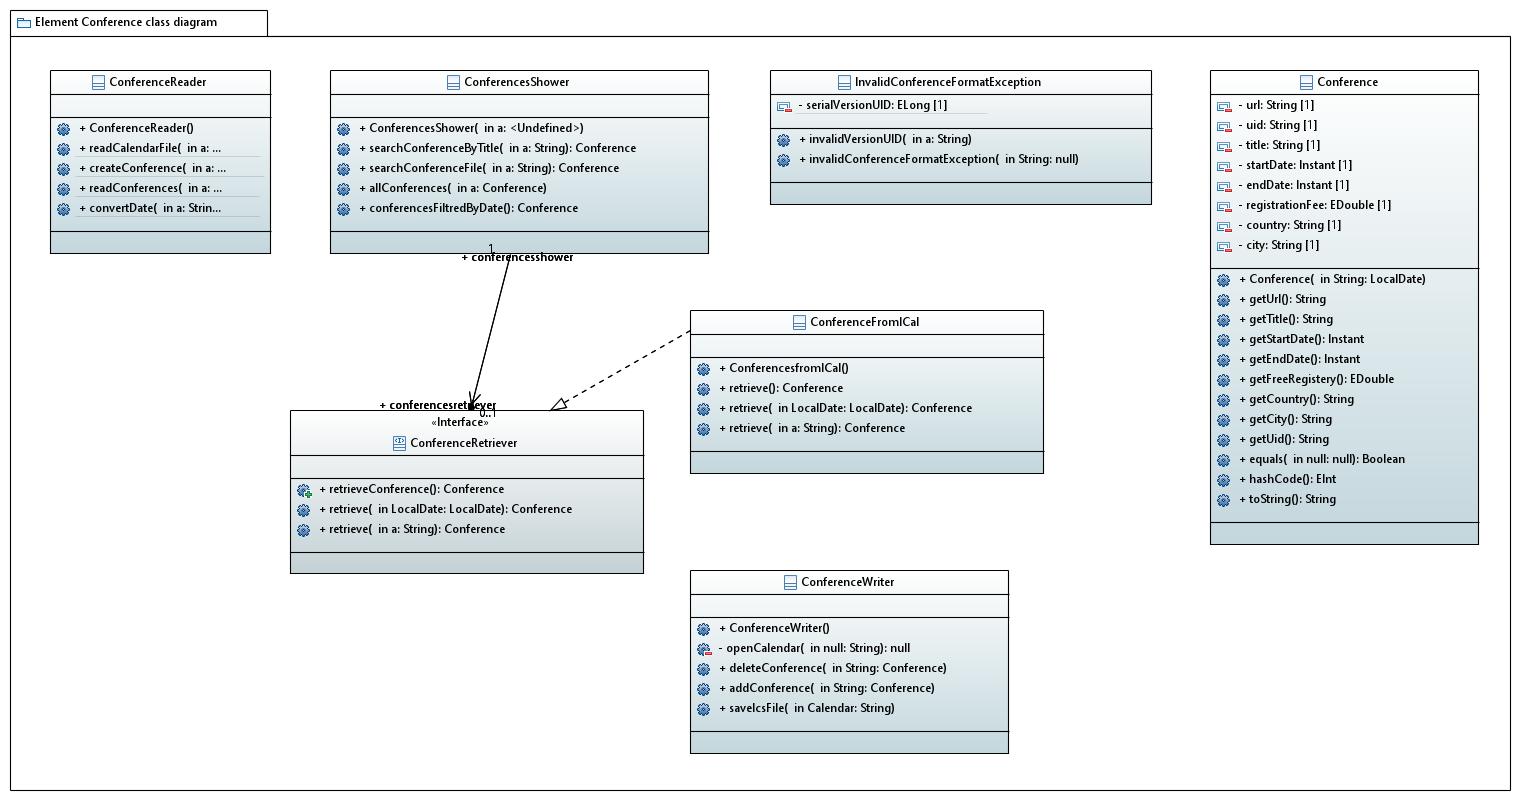 Element Conference class diagram
ConferenceReader
+ ConferenceReader()
+ readCalendarFile( in a: ...
+ createConference( in a: ...
+ readConferences( in a: ...
+ convertDate( in a: Strin...
ConferencesShower
+ ConferencesShower( in a: <Undefined>)
+ searchConferenceByTitle( in a: String): Conference
+ searchConferenceFile( in a: String): Conference
+ allConferences( in a: Conference)
+ conferencesFiltredByDate(): Conference
1
+ conferencesshower
InvalidConferenceFormatException
- serialVersionUID: ELong [1]
+ invalidVersionUID( in a: String)
+ invalidConferenceFormatException( in String: null)
Conference
- url: String [1]
- uid: String [1]
- title: String [1]
- startDate: Instant [1]
- endDate: Instant [1]
- registrationFee: EDouble [1]
- country: String [1]
- city: String [1]
+ Conference( in String: LocalDate)
+ getUrl(): String
+ getTitle(): String
+ getStartDate(): Instant
+ getEndDate(): Instant
+ getFreeRegistery(): EDouble
+ getCountry(): String
+ getCity(): String
+ getUid(): String
+ equals( in null: null): Boolean
+ hashCode(): EInt
+ toString(): String
ConferenceFromICal
+ ConferencesfromICal()
+ retrieve(): Conference
+ retrieve( in LocalDate: LocalDate): Conference
+ retrieve( in a: String): Conference
+ conferencesretriever
0..1
«Interface»
ConferenceRetriever
+ retrieveConference(): Conference
+ retrieve( in LocalDate: LocalDate): Conference
+ retrieve( in a: String): Conference
ConferenceWriter
+ ConferenceWriter()
- openCalendar( in null: String): null
+ deleteConference( in String: Conference)
+ addConference( in String: Conference)
+ saveIcsFile( in Calendar: String)